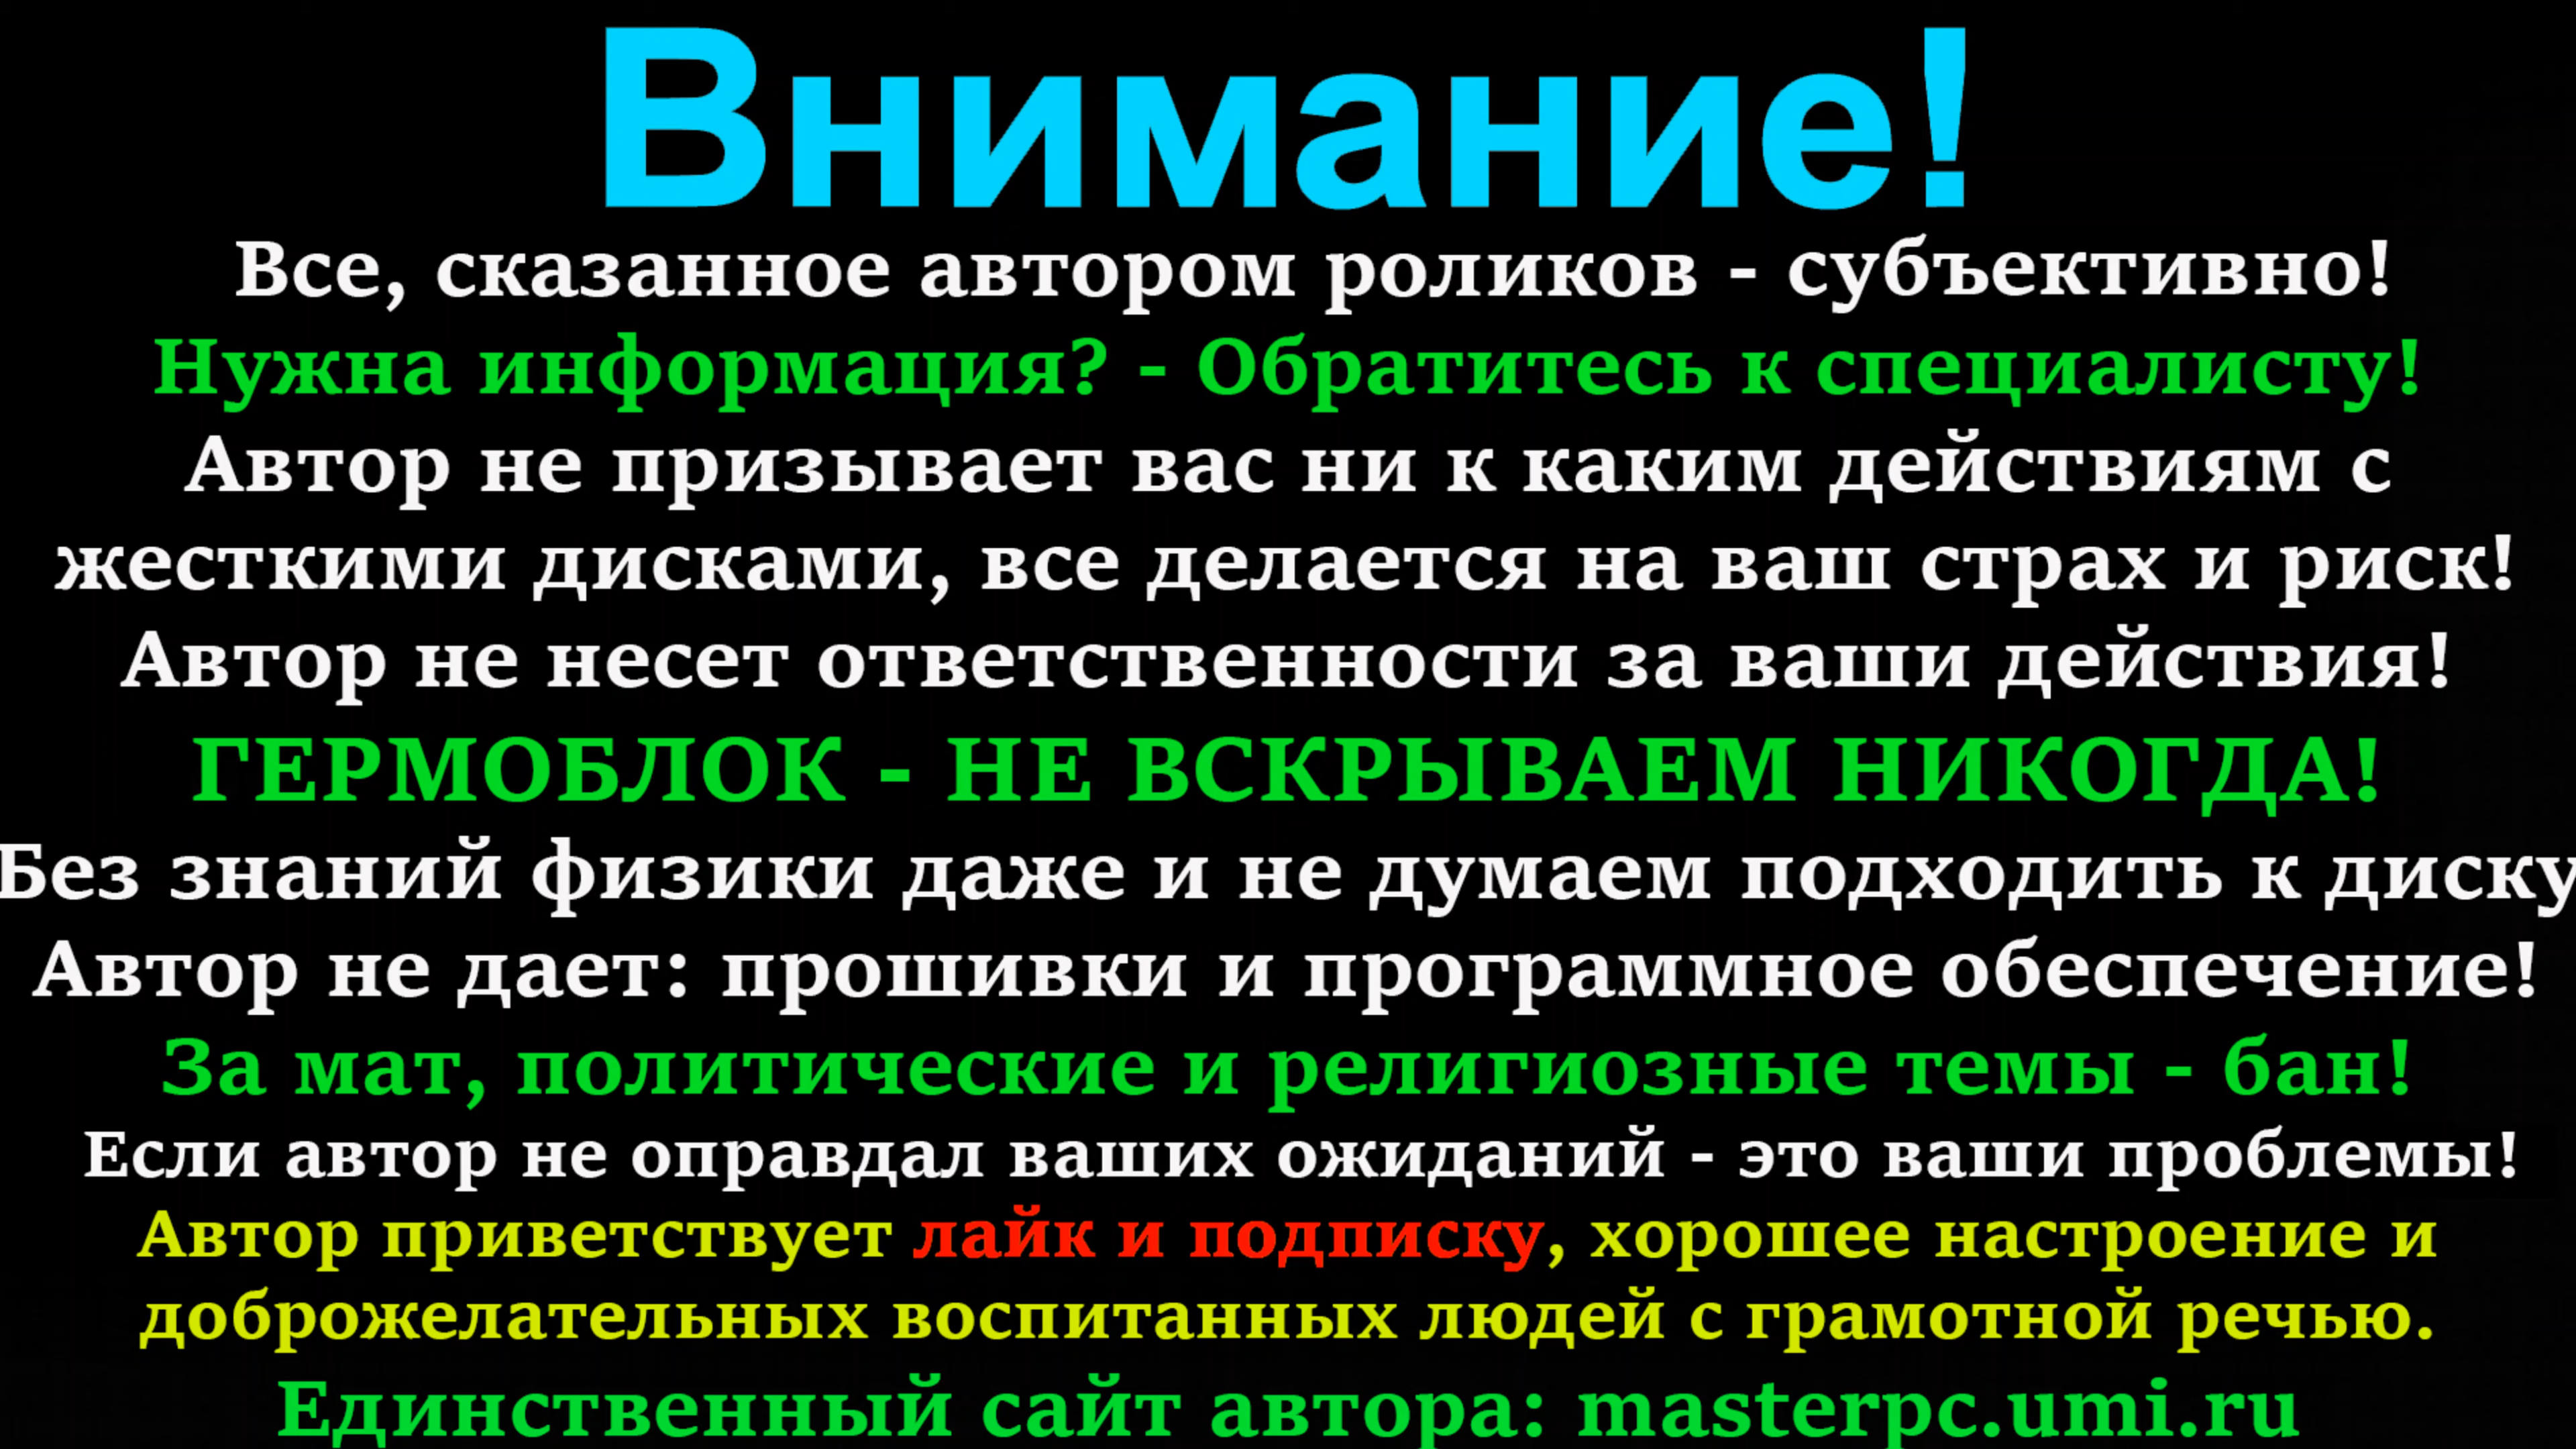 Внимание!
Все, сказанное автором роликов - субъективно!
Нужна информация? - Обратитесь к специалисту!
Автор не призывает вас ни к каким действиям с
жесткими дисками, все делается на ваш страх и риск!
Автор не несет ответственности за ваши действия!
ГЕРМОБЛОК - НЕ ВСКРЫВАЕМ НИКОГДА!
Без знаний физики даже и не думаем подходить к диску
Автор не дает: прошивки и программное обеспечение!
За мат, политические и религиозные темы - бан!
Если автор не оправдал ваших ожиданий - это ваши проблемы!
Автор приветствует лайк и подписку, хорошее настроение и
доброжелательных воспитанных людей с грамотной речью.
Единственный сайт автора: masterpc.umi.ru